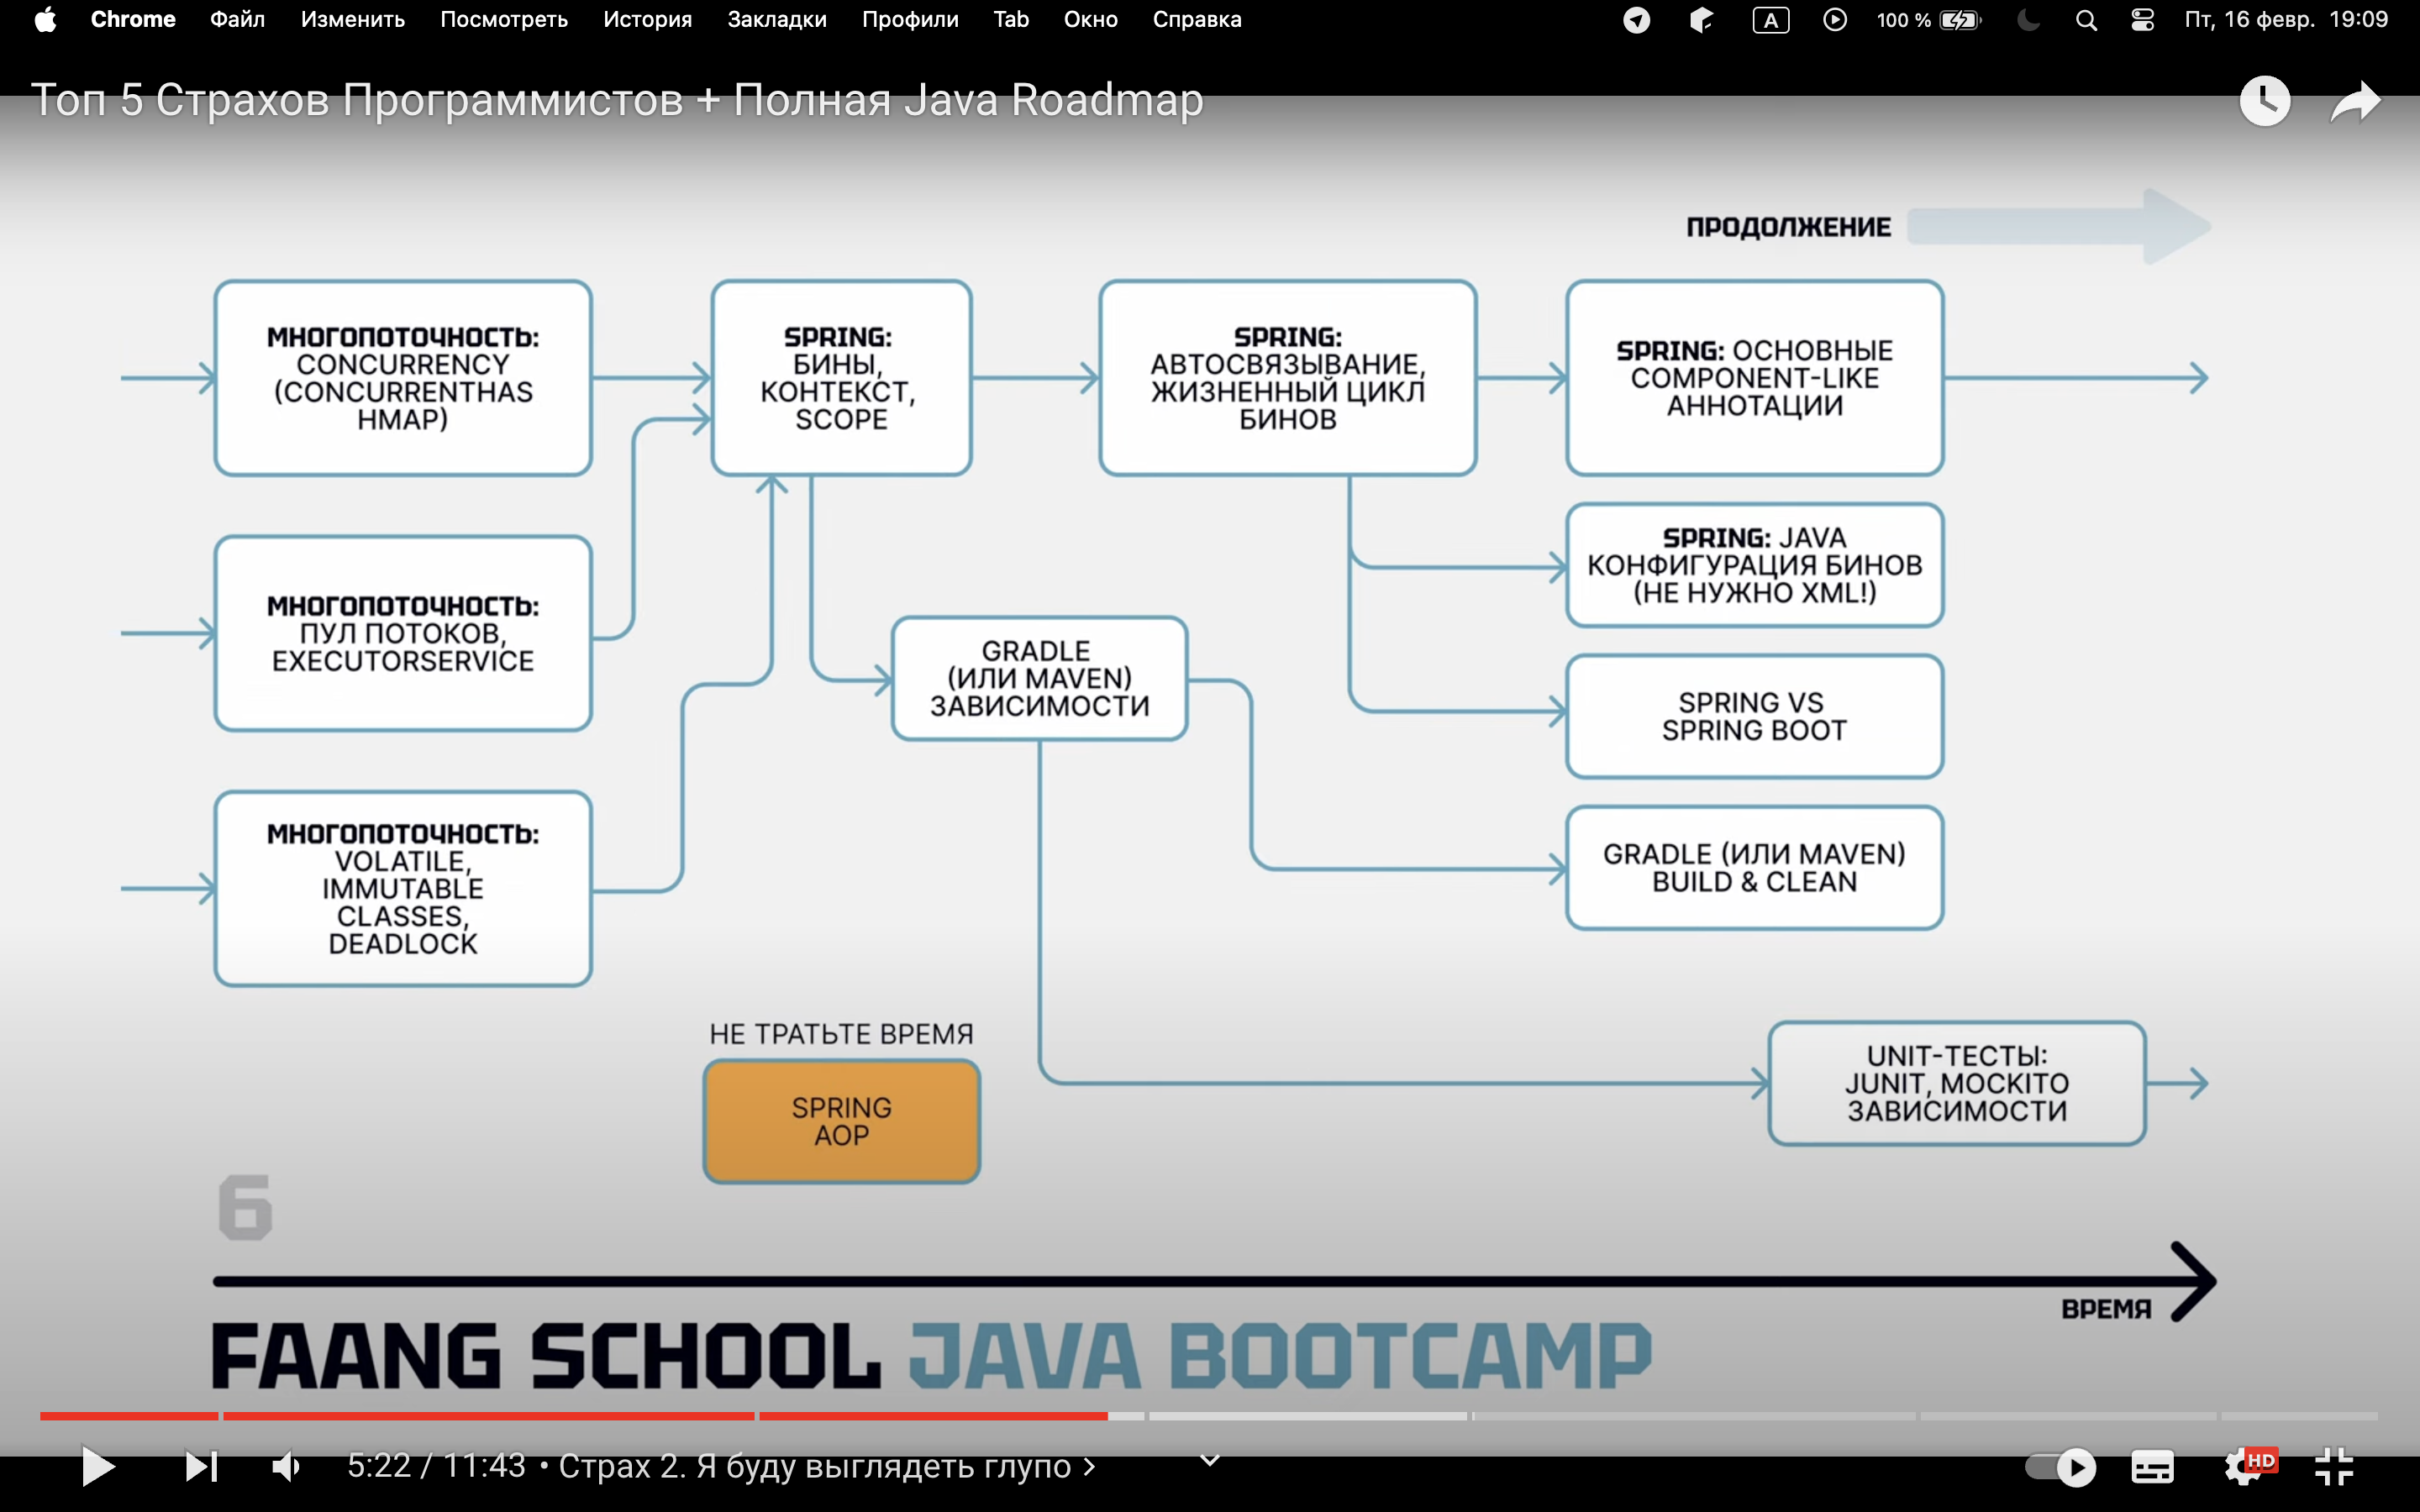 Chrome Файл Изменить Посмотреть История Закладки Профили Tab Окно Справка A 100 % Пт, 16 февр. 19:09
Топ 5 Страхов Программистов + Полная Java Roadmap
ПРОДОЛЖЕНИЕ
МНОГОПОТОЧНОСТЬ:
CONCURRENCY
(CONCURRENTHAS
HMAP)
SPRING:
БИНЫ,
КОНТЕКСТ,
SCOPE
SPRING:
АВТОСВЯЗЫВАНИЕ,
ЖИЗНЕННЫЙ ЦИКЛ
БИНОВ
SPRING: ОСНОВНЫЕ
COMPONENT-LIKE
АННОТАЦИИ
SPRING: JAVA
КОНФИГУРАЦИЯ БИНОВ
(НЕ НУЖНО XML!)
МНОГОПОТОЧНОСТЬ:
ПУЛ ПОТОКОВ,
EXECUTORSERVICE
GRADLE
(ИЛИ MAVEN)
ЗАВИСИМОСТИ
SPRING VS
SPRING BOOT
МНОГОПОТОЧНОСТЬ:
VOLATILE,
IMMUTABLE
CLASSES,
DEADLOCK
GRADLE (ИЛИ MAVEN)
BUILD & CLEAN
НЕ ТРАТЬТЕ ВРЕМЯ
SPRING
AOP
UNIT-ТЕСТЫ:
JUNIT, MOCKITO
ЗАВИСИМОСТИ
6
ВРЕМЯ
FAANG SCHOOL JAVA BOOTCAMP
5:22 / 11:43 • Страх 2. Я буду выглядеть глупо >
HD